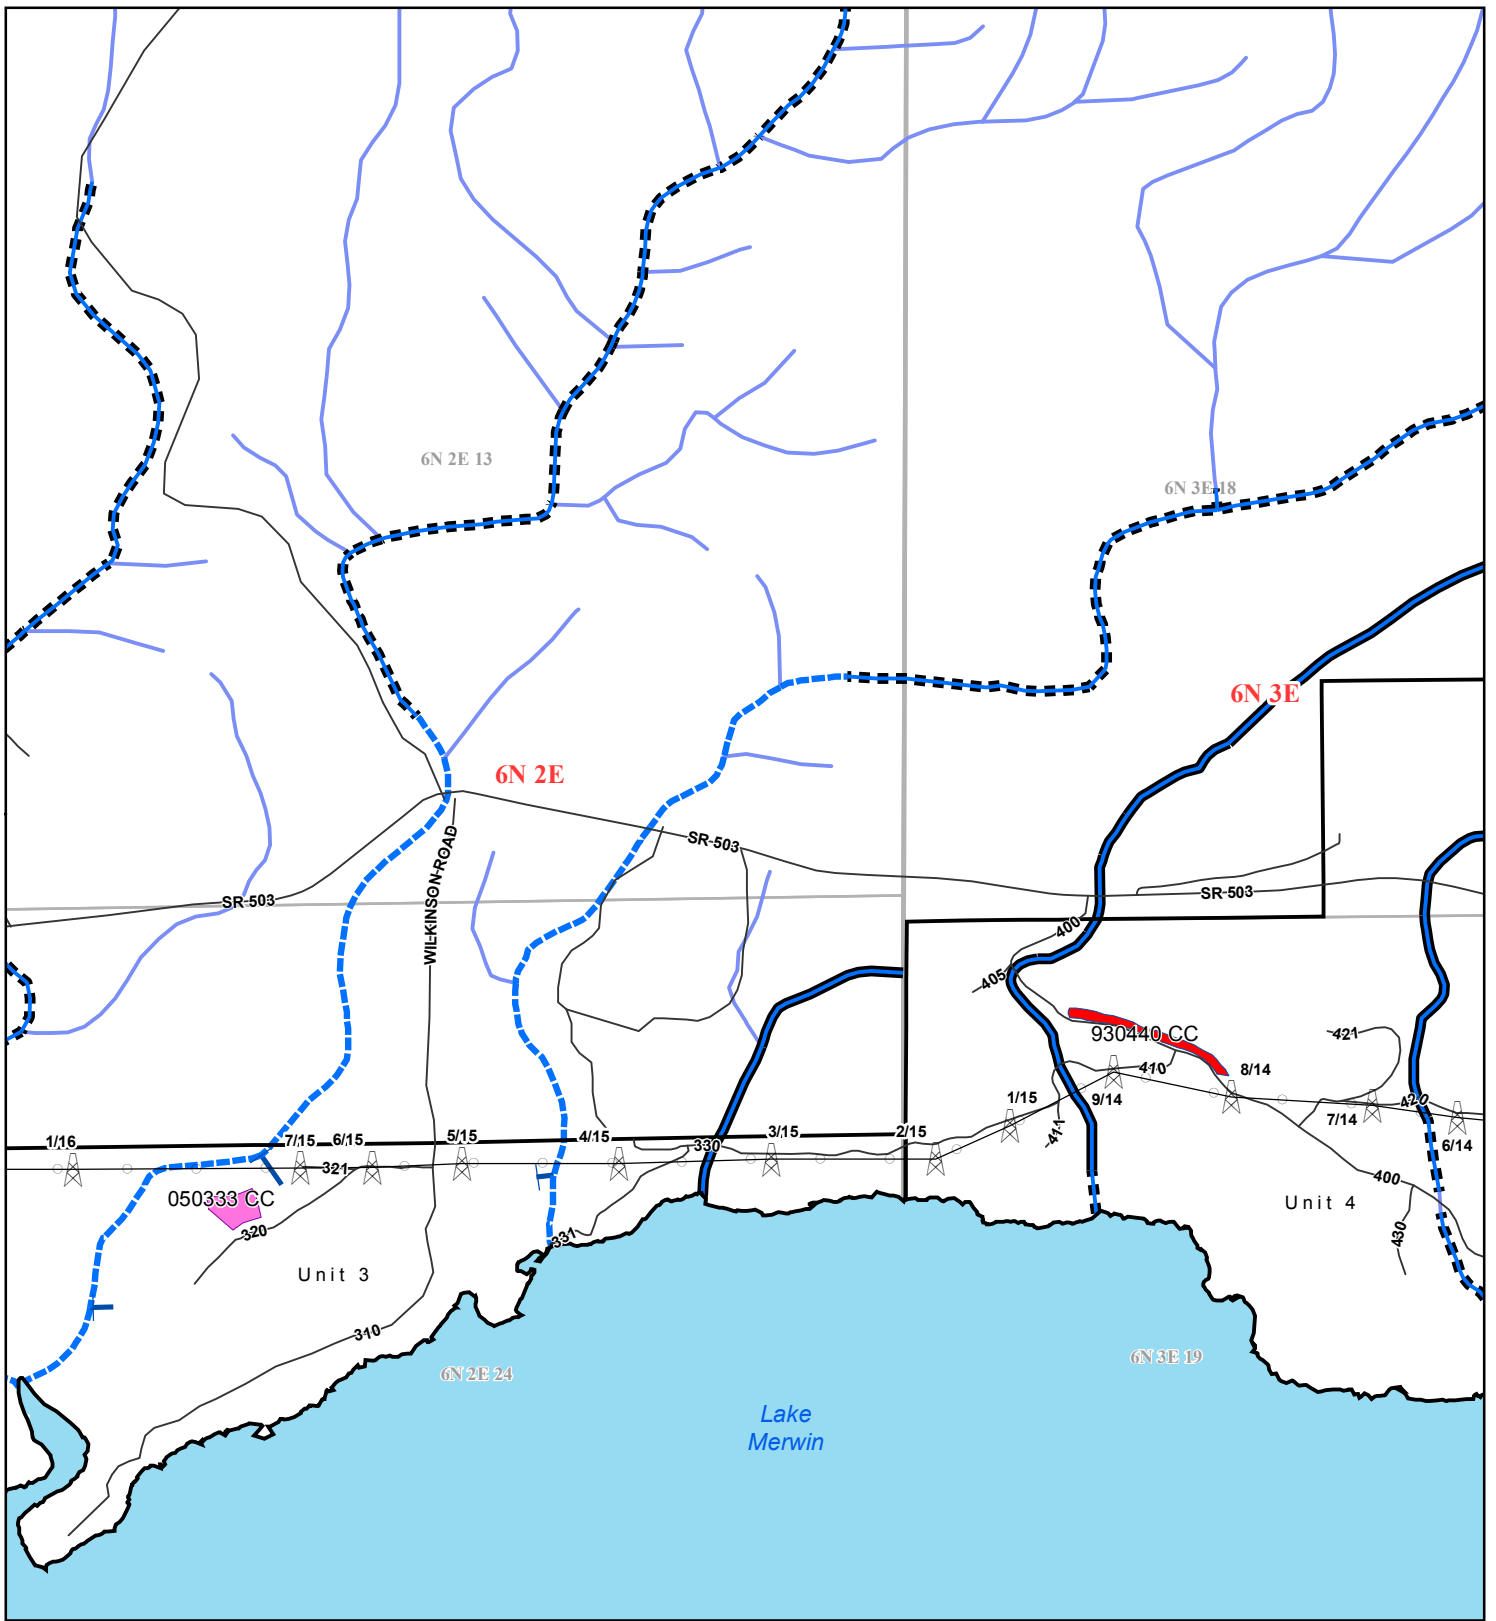 6N 2E 13
6N 3E 18
6N 3E
6N 2E
SR 503
WILKINSON ROAD
SR 503
SR 503
400
405
930440 CC
421
410
8/14
1/15
9/14
420
7/14
6/14
411
1/16
7/15
6/15
5/15
4/15
3/15
2/15
330
321
050333 CC
320
331
400
Unit 4
430
Unit 3
310
6N 2E 24
6N 3E 19
Lake
Merwin